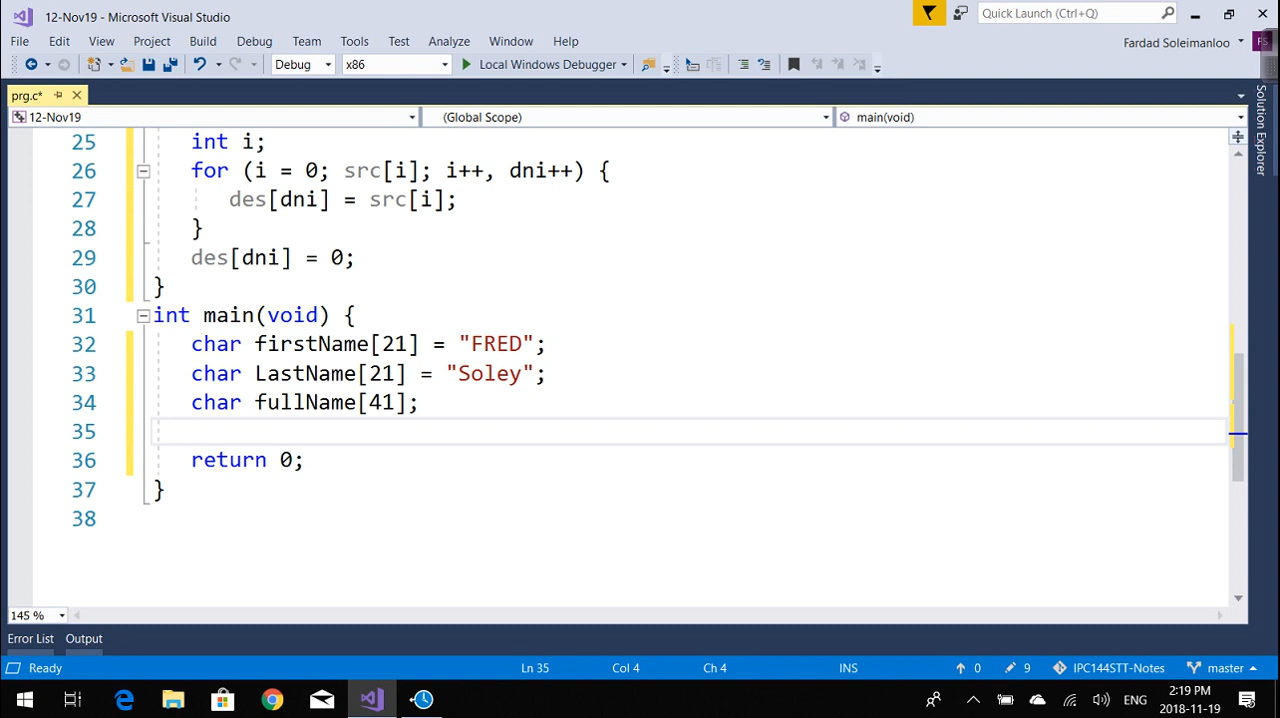 12-Nov19 - Microsoft Visual Studio
Quick Launch (Ctrl+Q)
File Edit View Project Build Debug Team Tools Test Analyze Window Help
Fardad Soleimanloo FS
Debug x86 Local Windows Debugger
prg.c*
12-Nov19 (Global Scope) main(void)
Solution Explorer
25 int i;
26 for (i = 0; src[i]; i++, dni++) {
27 des[dni] = src[i];
28 }
29 des[dni] = 0;
30 }
31 int main(void) {
32 char firstName[21] = "FRED";
33 char LastName[21] = "Soley";
34 char fullName[41];
35
36 return 0;
37 }
38
145 %
Error List Output
Ready Ln 35 Col 4 Ch 4 INS 0 9 IPC144STT-Notes master
ENG 2:19 PM
2018-11-19